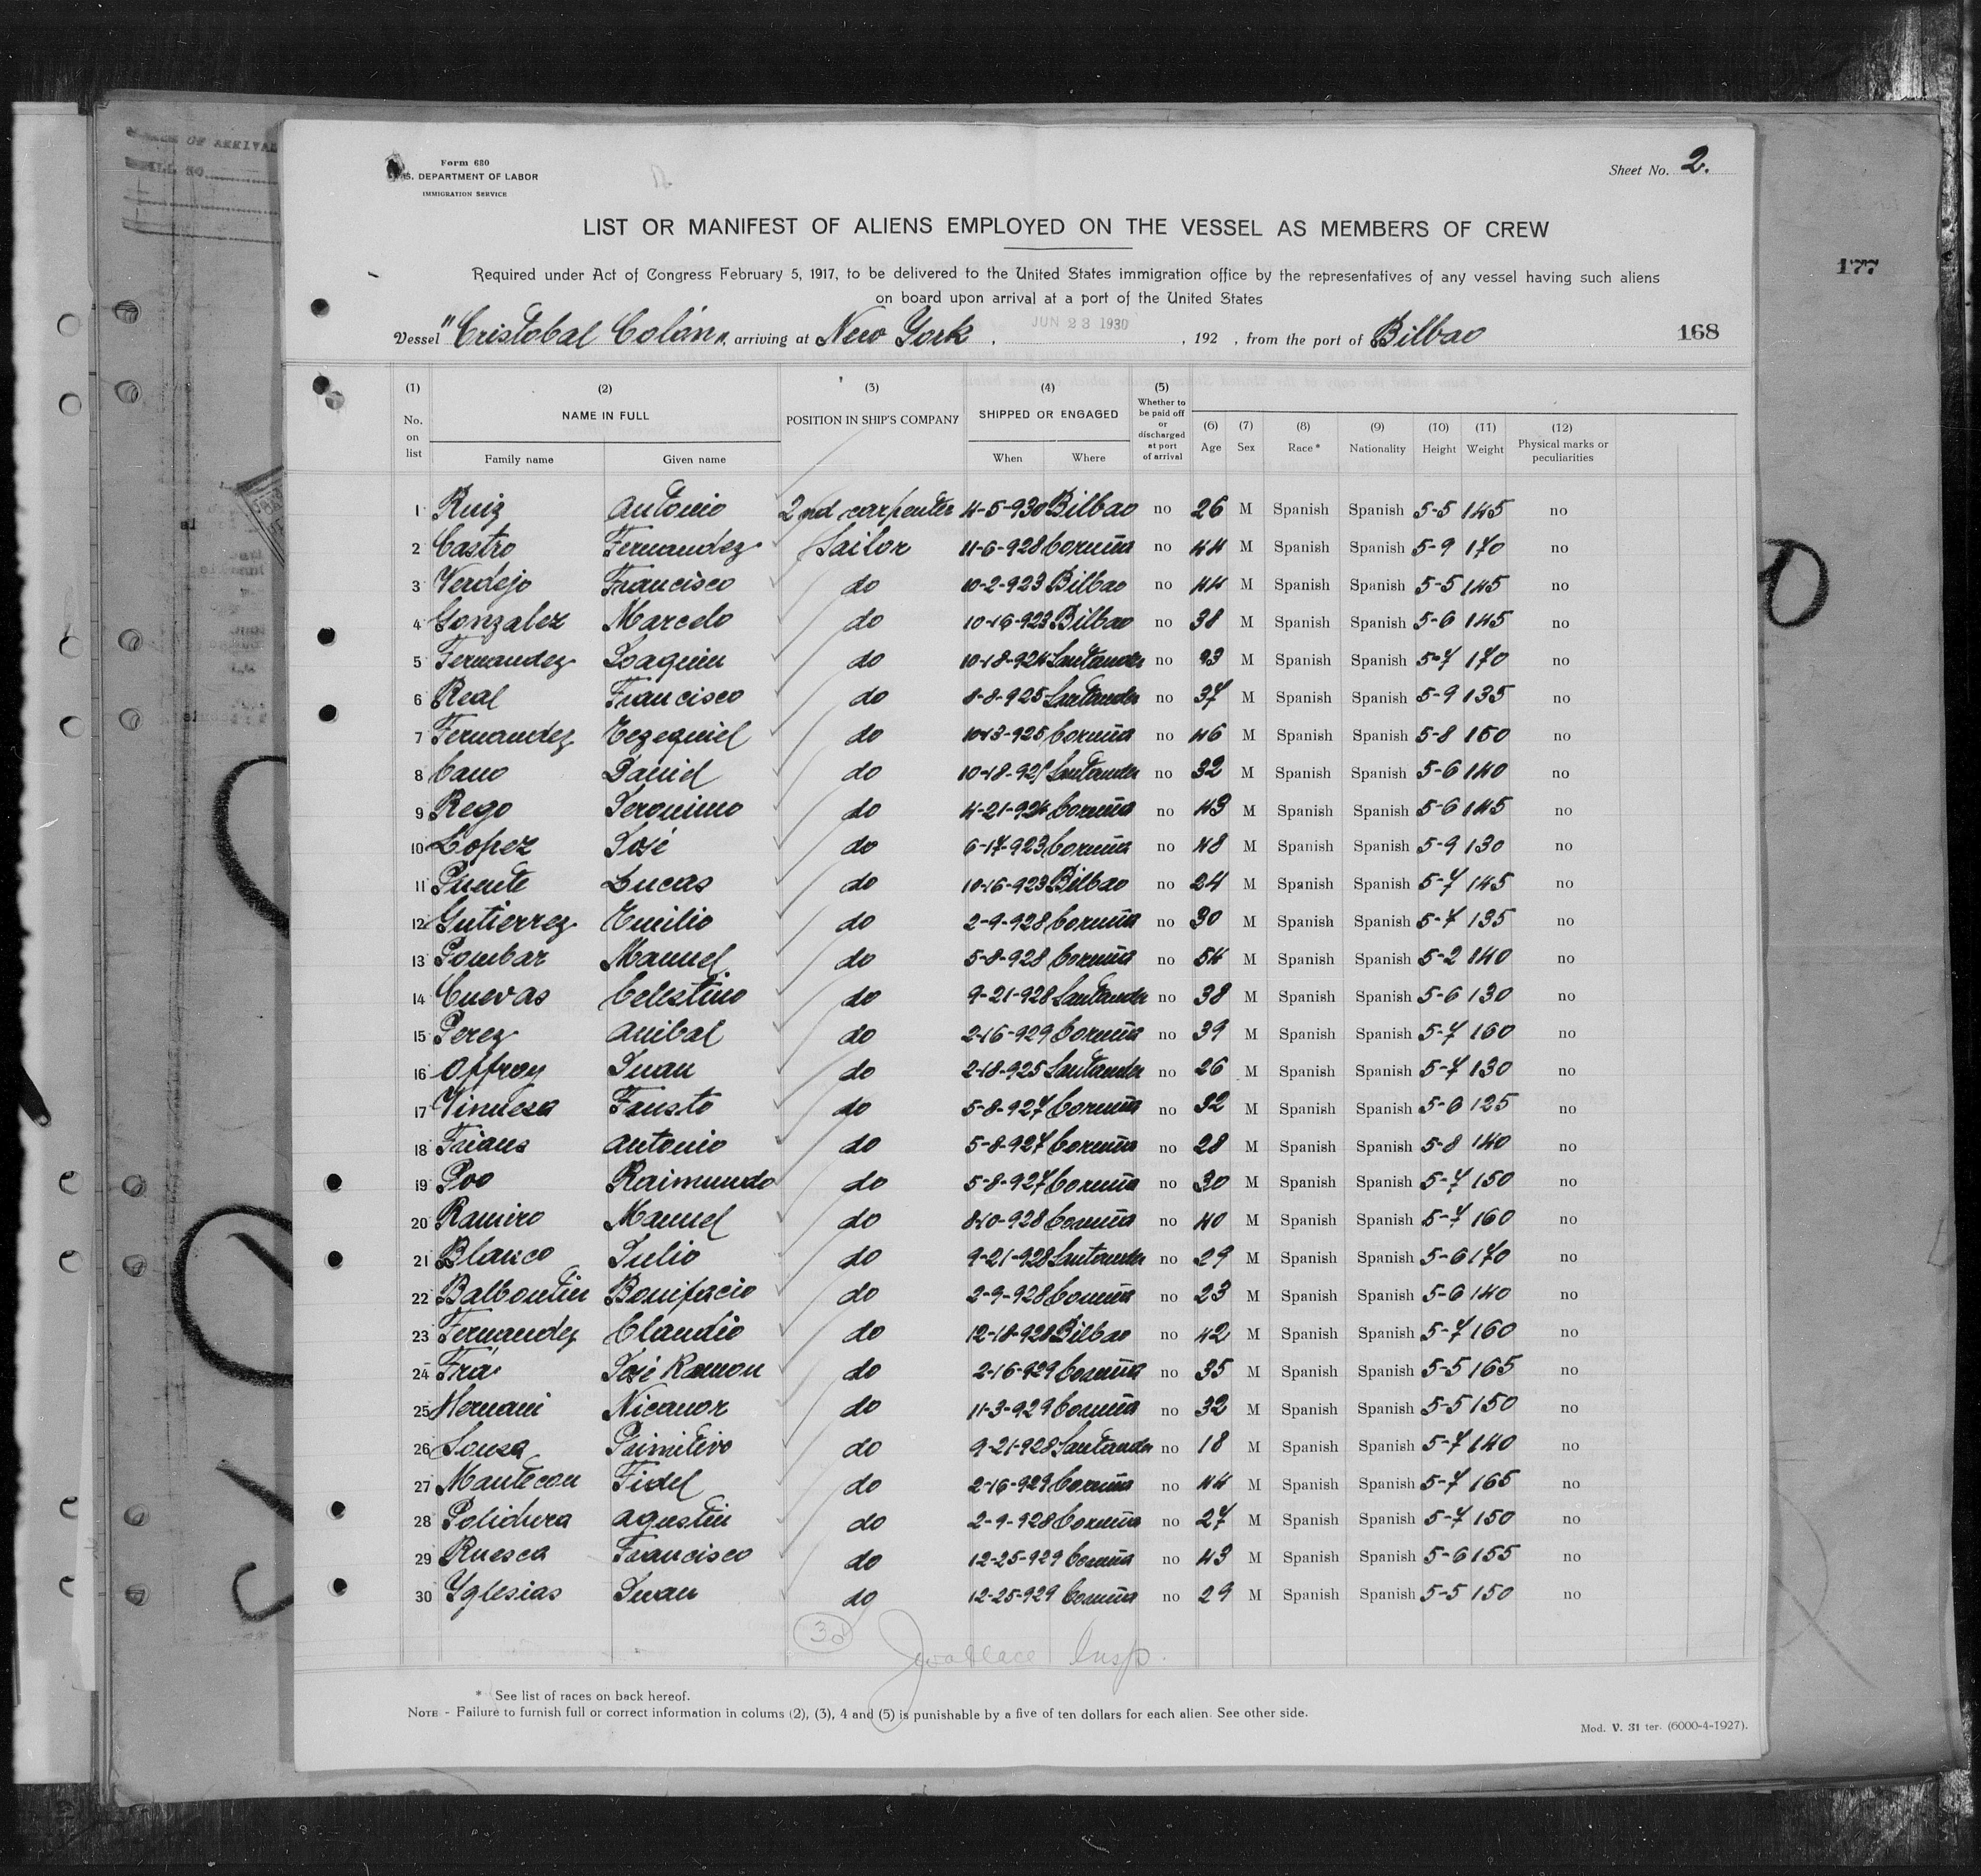 Form 680
U.S. DEPARTMENT OF LABOR
IMMIGRATION SERVICE
Sheet No. 2.
LIST OR MANIFEST OF ALIENS EMPLOYED ON THE VESSEL AS MEMBERS OF CREW
177
Required under Act of Congress February 5, 1917, to be delivered to the United States immigration office by the representatives of any vessel having such aliens
on board upon arrival at a port of the United States
JUN 23 1930
Vessel "Cristobal Colón", arriving at New York , , 192 , from the port of Bilbao 168
(1) No. on list (2) NAME IN FULL Family name Given name (3) POSITION IN SHIP'S COMPANY (4) SHIPPED OR ENGAGED When Where (5) Whether to be paid off or discharged at port of arrival (6) Age (7) Sex (8) Race* (9) Nationality (10) Height (11) Weight (12) Physical marks or peculiarities
1 Ruiz Antonio 2nd carpenter 4-5-930 Bilbao no 26 M Spanish Spanish 5-5 145 no
2 Castro Fernandez Sailor 11-6-928 Coruña no 44 M Spanish Spanish 5-9 170 no
3 Verdejo Francisco do 10-2-923 Bilbao no 44 M Spanish Spanish 5-5 145 no
4 Gonzalez Marcelo do 10-16-923 Bilbao no 38 M Spanish Spanish 5-6 145 no
5 Fernandez Joaquin do 10-18-924 Santander no M Spanish Spanish 5-7 170 no
6 Real Francisco do 8-8-925 Santander no 37 M Spanish Spanish 5-9 135 no
7 Fernandez Ezequiel do 10-13-925 Coruña no 46 M Spanish Spanish 5-8 160 no
8 Cano Daniel do Santander no 32 M Spanish Spanish 5-6 140 no
9 Rego Jeronimo do 4-21-924 Coruña no 43 M Spanish Spanish 5-6 145 no
10 Lopez José do 6-17-923 Coruña no 48 M Spanish Spanish 5-9 130 no
11 Puente Lucas do 10-16-923 Bilbao no 24 M Spanish Spanish 5-7 145 no
12 Gutierrez Emilio do 2-9-928 Coruña no 30 M Spanish Spanish 5-7 135 no
13 Pombar Manuel do 5-8-928 Coruña no 54 M Spanish Spanish 5-2 140 no
14 Cuevas Celestino do 9-21-928 Santander no 38 M Spanish Spanish 5-6 130 no
15 Perez Anibal do 2-16-929 Coruña no 39 M Spanish Spanish 5-7 160 no
16 Juan do 2-18-925 Santander no 26 M Spanish Spanish 5-7 130 no
17 Vinuesa Fausto do 5-8-927 Coruña no 32 M Spanish Spanish 5-6 125 no
18 Antonio do 5-8-927 Coruña no 28 M Spanish Spanish 5-8 140 no
19 Poo Raimundo do 5-8-927 Coruña no 30 M Spanish Spanish 5-7 150 no
20 Ramiro Manuel do 8-10-928 Coruña no 40 M Spanish Spanish 5-7 160 no
21 Blanco Julio do 9-21-928 Santander no 29 M Spanish Spanish 5-6 170 no
22 Balbontin Bonifacio do 2-9-928 Coruña no 23 M Spanish Spanish 5-6 140 no
23 Fernandez Claudio do 12-18-928 Bilbao no 42 M Spanish Spanish 5-7 160 no
24 José Ramon do 2-16-929 Coruña no 35 M Spanish Spanish 5-5 165 no
25 Hernani Nicanor do 11-3-929 Coruña no 32 M Spanish Spanish 5-5 150 no
26 Sousa Primitivo do 9-21-928 Santander no 18 M Spanish Spanish 5-7 140 no
27 Mantecon Fidel do 2-16-929 Coruña no 44 M Spanish Spanish 5-7 165 no
28 Polidura Agustin do 2-9-928 Coruña no 27 M Spanish Spanish 5-7 150 no
29 Ruesca Francisco do 12-25-929 Coruña no 43 M Spanish Spanish 5-6 155 no
30 Yglesias Juan do 12-25-929 Coruña no 29 M Spanish Spanish 5-5 150 no
30
J Wallace Insp.
* See list of races on back hereof.
NOTE - Failure to furnish full or correct information in colums (2), (3), 4 and (5) is punishable by a five of ten dollars for each alien. See other side.
Mod. V. 31 ter. (6000-4-1927).